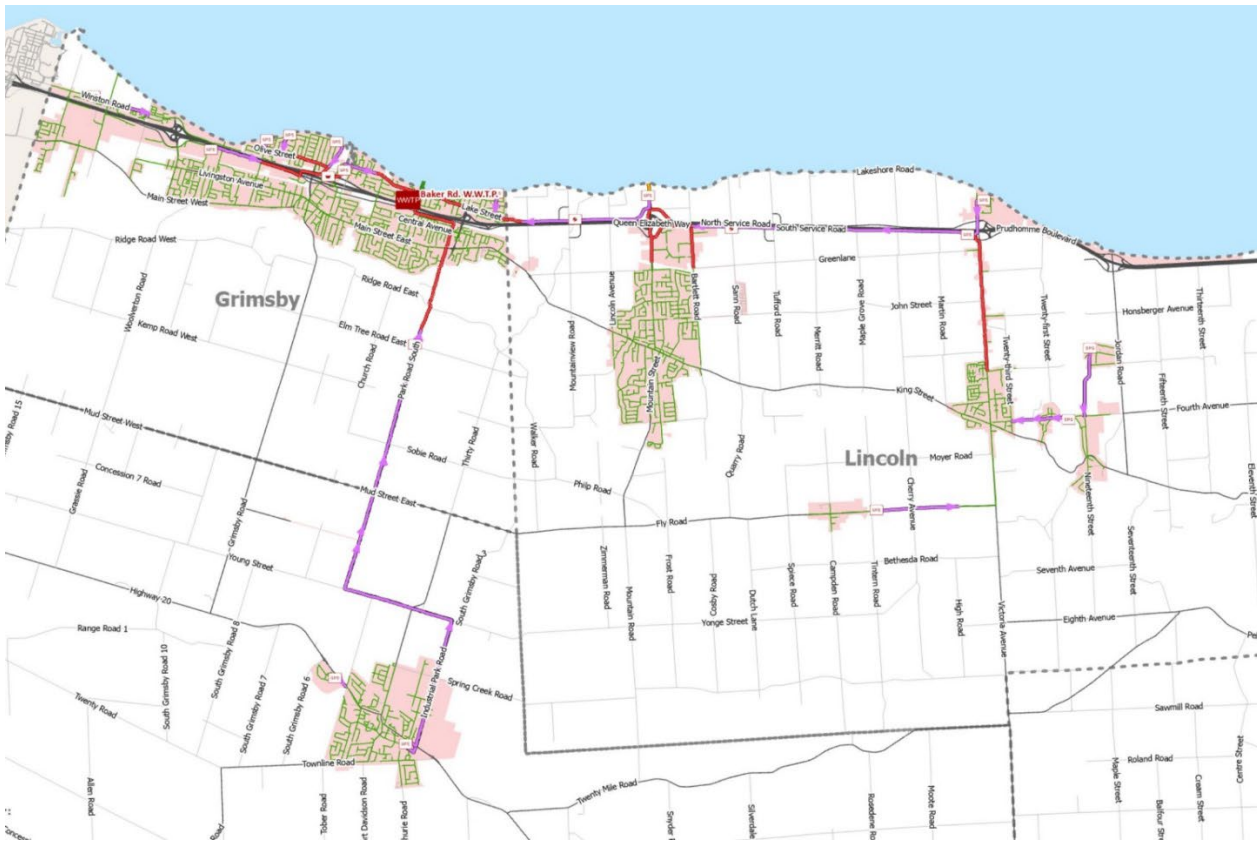 Winston Road
Olive Street
Livingston Avenue
Main Street West
WWTP
Baker Rd. W.W.T.P.
Lake Street
Central Avenue
Main Street East
Ridge Road West
Ridge Road East
Woolverton Road
Grimsby
Kemp Road West
Elm Tree Road East
Church Road
Park Road South
Mud Street West
Sobie Road
Thirty Road
Concession 7 Road
Mud Street East
Grassie Road
Grimsby Road
Young Street
Highway 20
Range Road 1
South Grimsby Road 10
South Grimsby Road 8
South Grimsby Road 7
South Grimsby Road 6
Twenty Road
Industrial Park Road
Spring Creek Road
Townline Road
Allen Road
Tober Road
Lakeshore Road
Queen Elizabeth Way
North Service Road
South Service Road
Prudhomme Boulevard
Greenlane
Lincoln Avenue
Bartlett Road
Sann Road
Tufford Road
Merritt Road
Maple Grove Road
John Street
Martin Road
Twenty-first Street
Twenty-third Street
Honsberger Avenue
Thirteenth Street
Jordan Road
Fifteenth Street
Fourth Avenue
King Street
Mountainview Road
Mountain Street
Walker Road
Quarry Road
Philp Road
Lincoln
Moyer Road
Cherry Avenue
Nineteenth Street
Eleventh Street
Fly Road
Bethesda Road
Seventh Avenue
Seventeenth Street
Zimmerman Road
Mountain Road
Frost Road
Dutch Lane
Spiece Road
Campden Road
Tintern Road
High Road
Victoria Avenue
Yonge Street
Eighth Avenue
Sawmill Road
Roland Road
Centre Street
Maple Street
Cream Street
Twenty Mile Road
Silverdale
Moote Road